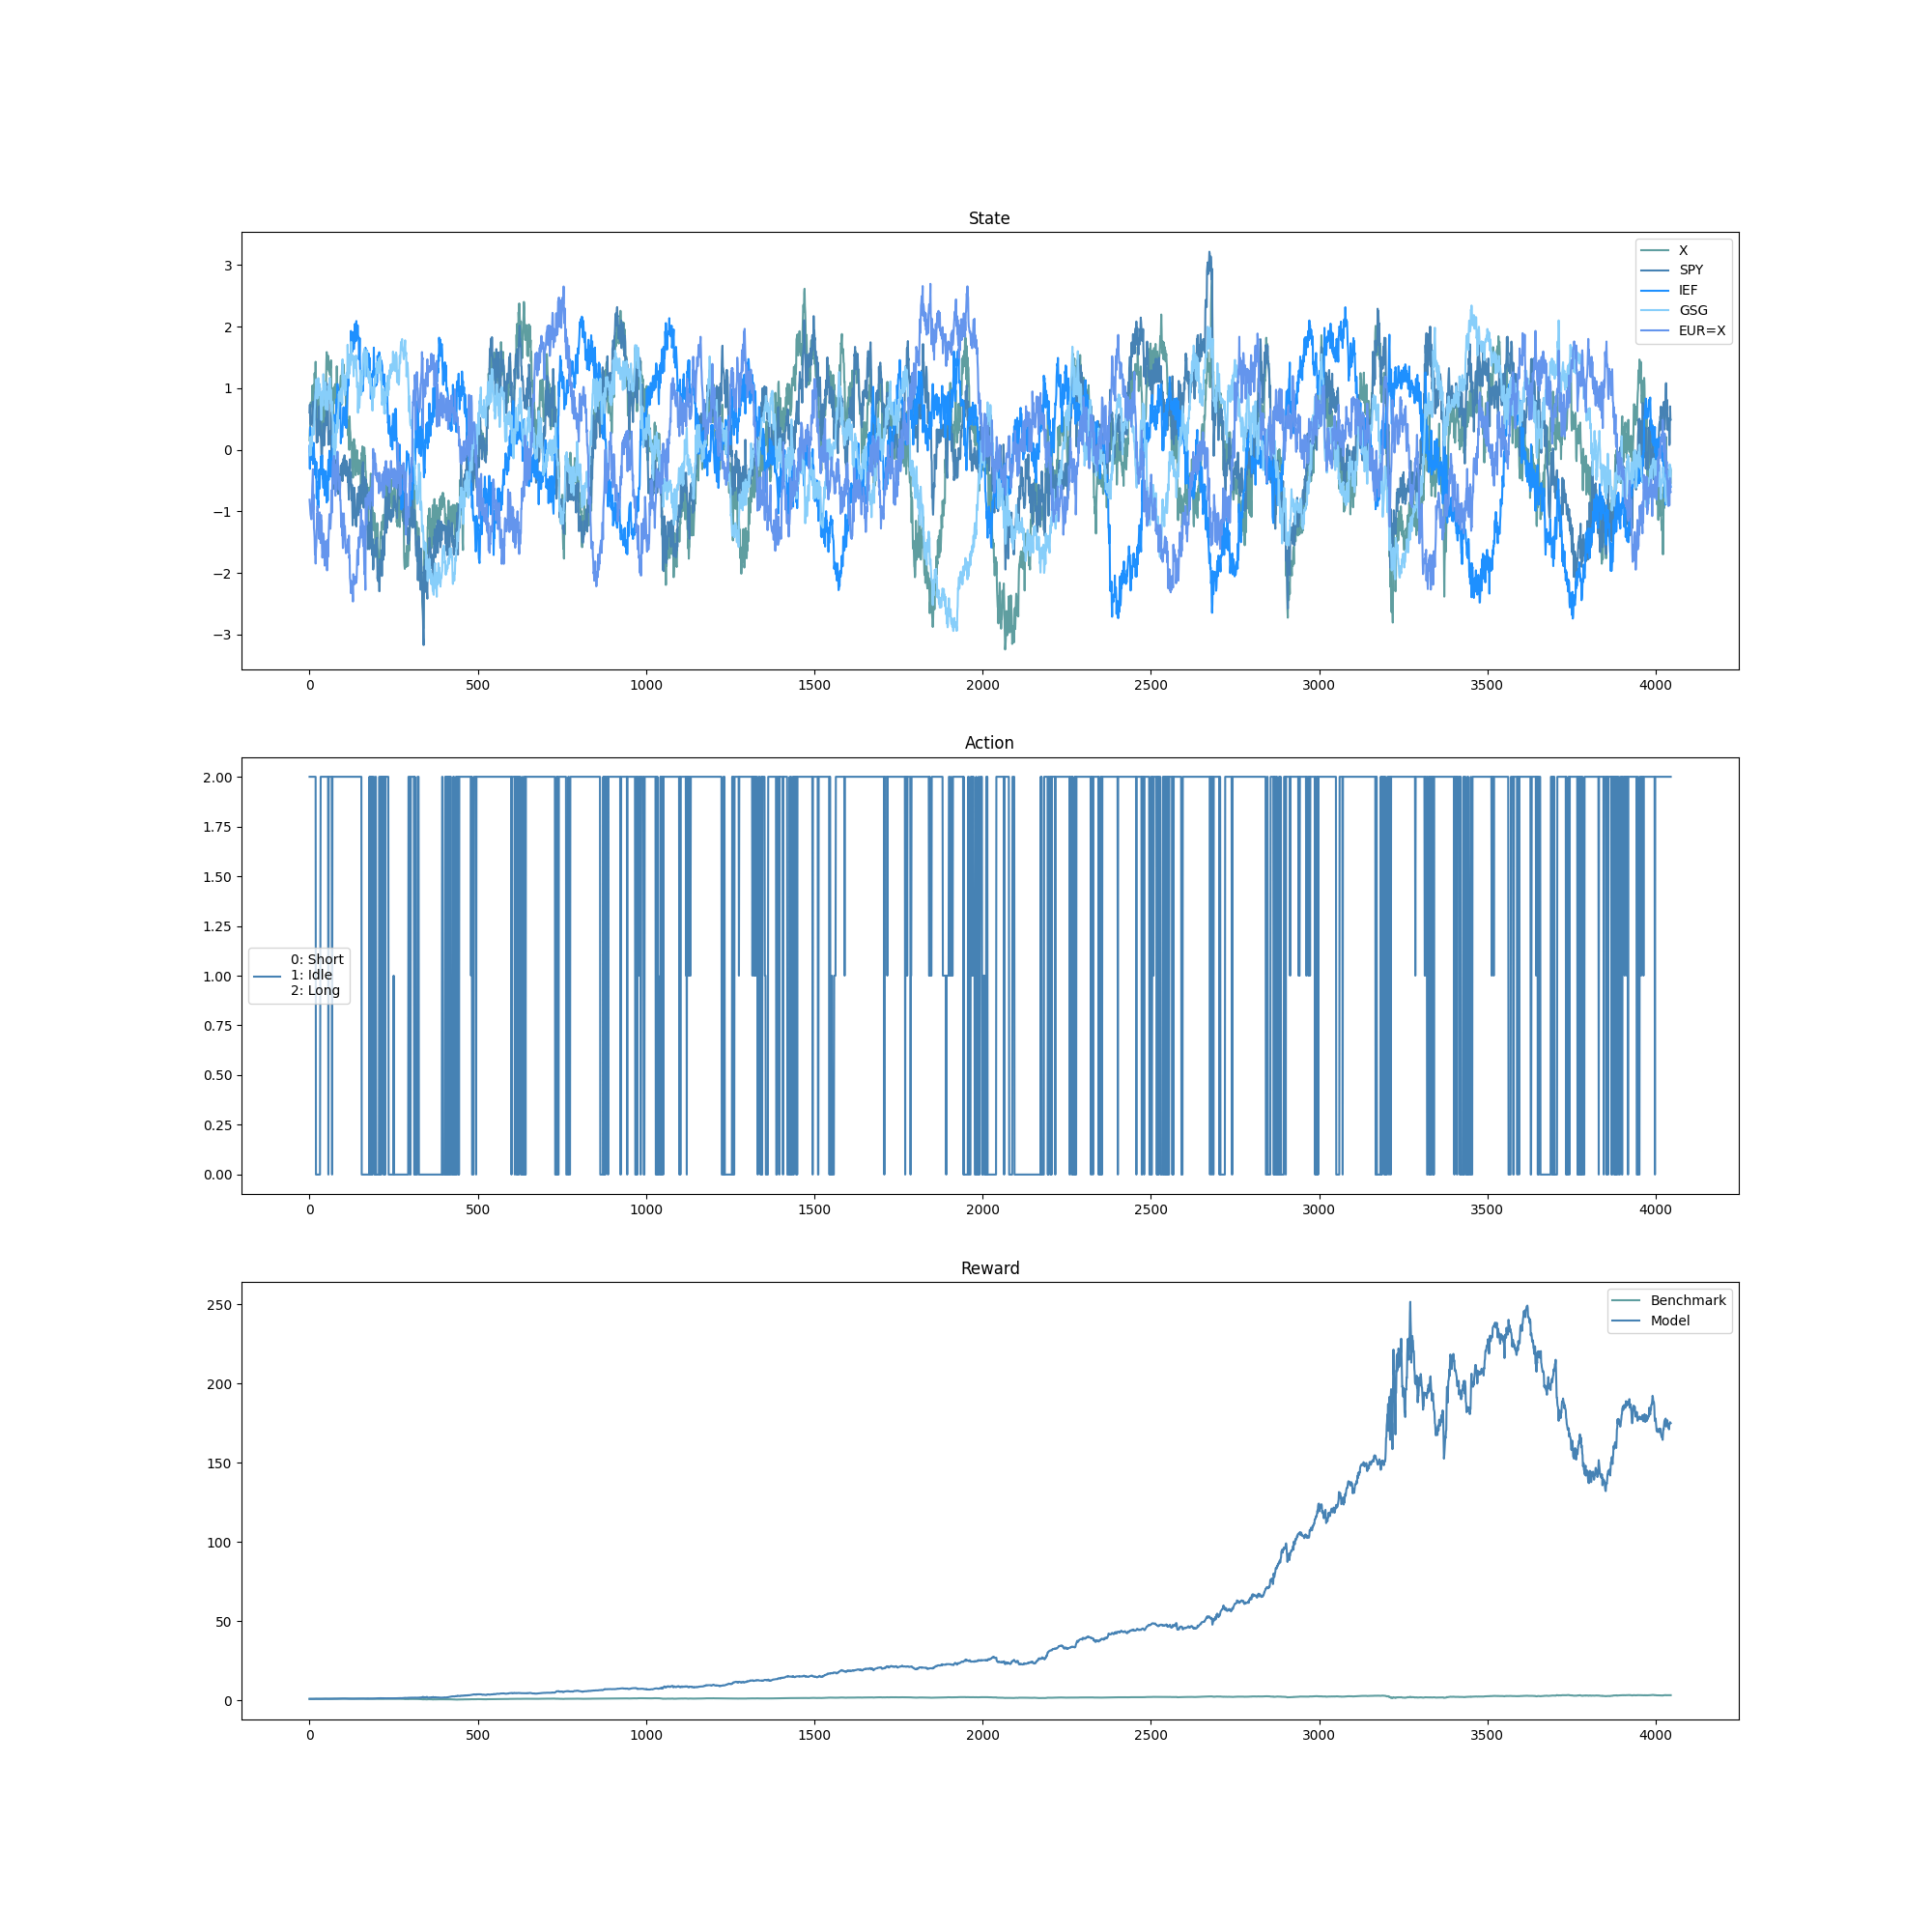 State
3
2
1
0
−1
−2
−3
X
SPY
IEF
GSG
EUR=X
0 500 1000 1500 2000 2500 3000 3500 4000
Action
2.00
1.75
1.50
1.25
1.00
0.75
0.50
0.25
0.00
0: Short
1: Idle
2: Long
0 500 1000 1500 2000 2500 3000 3500 4000
Reward
250
200
150
100
50
0
Benchmark
Model
0 500 1000 1500 2000 2500 3000 3500 4000